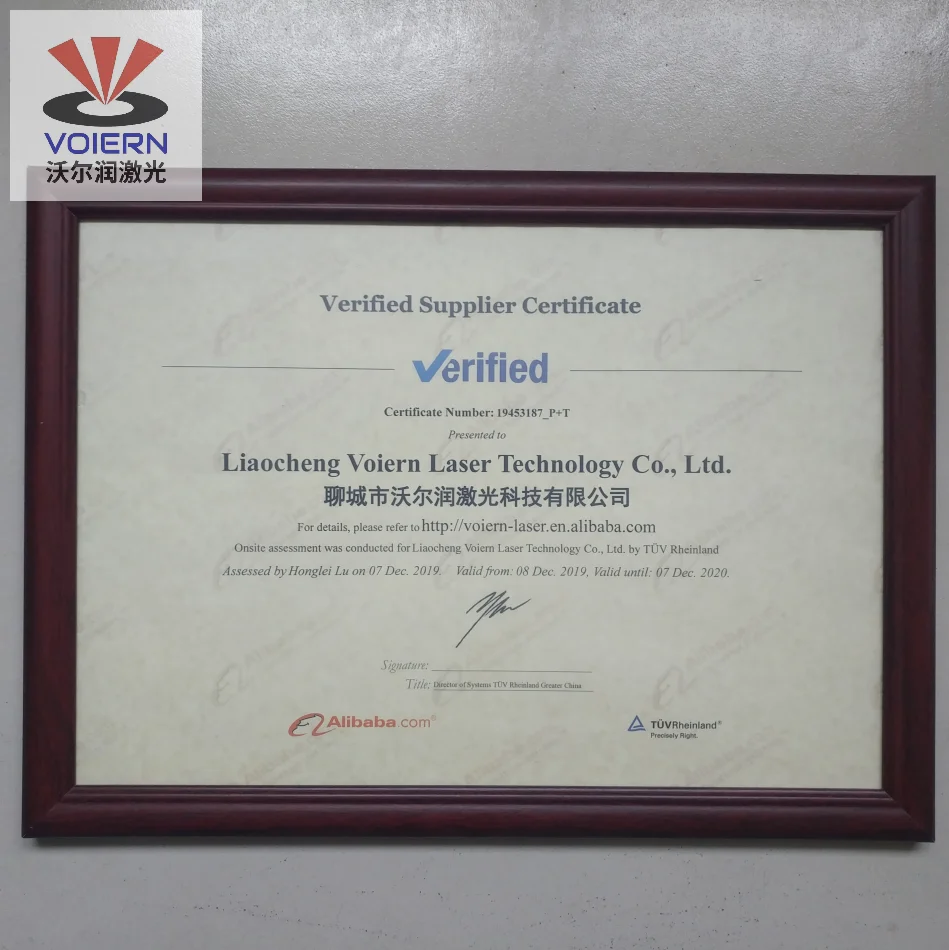 VOIERN
沃尔润激光
Verified Supplier Certificate
Verified
Certificate Number: 19453187_P+T
Presented to
Liaocheng Voiern Laser Technology Co., Ltd.
聊城市沃尔润激光科技有限公司
For details, please refer to http://voiern-laser.en.alibaba.com
Onsite assessment was conducted for Liaocheng Voiern Laser Technology Co., Ltd. by TÜV Rheinland
Assessed by Honglei Lu on 07 Dec. 2019. Valid from: 08 Dec. 2019, Valid until: 07 Dec. 2020.
Signature:
Title: Director of Systems TÜV Rheinland Greater China
Alibaba.com®
TÜVRheinland®
Precisely Right.